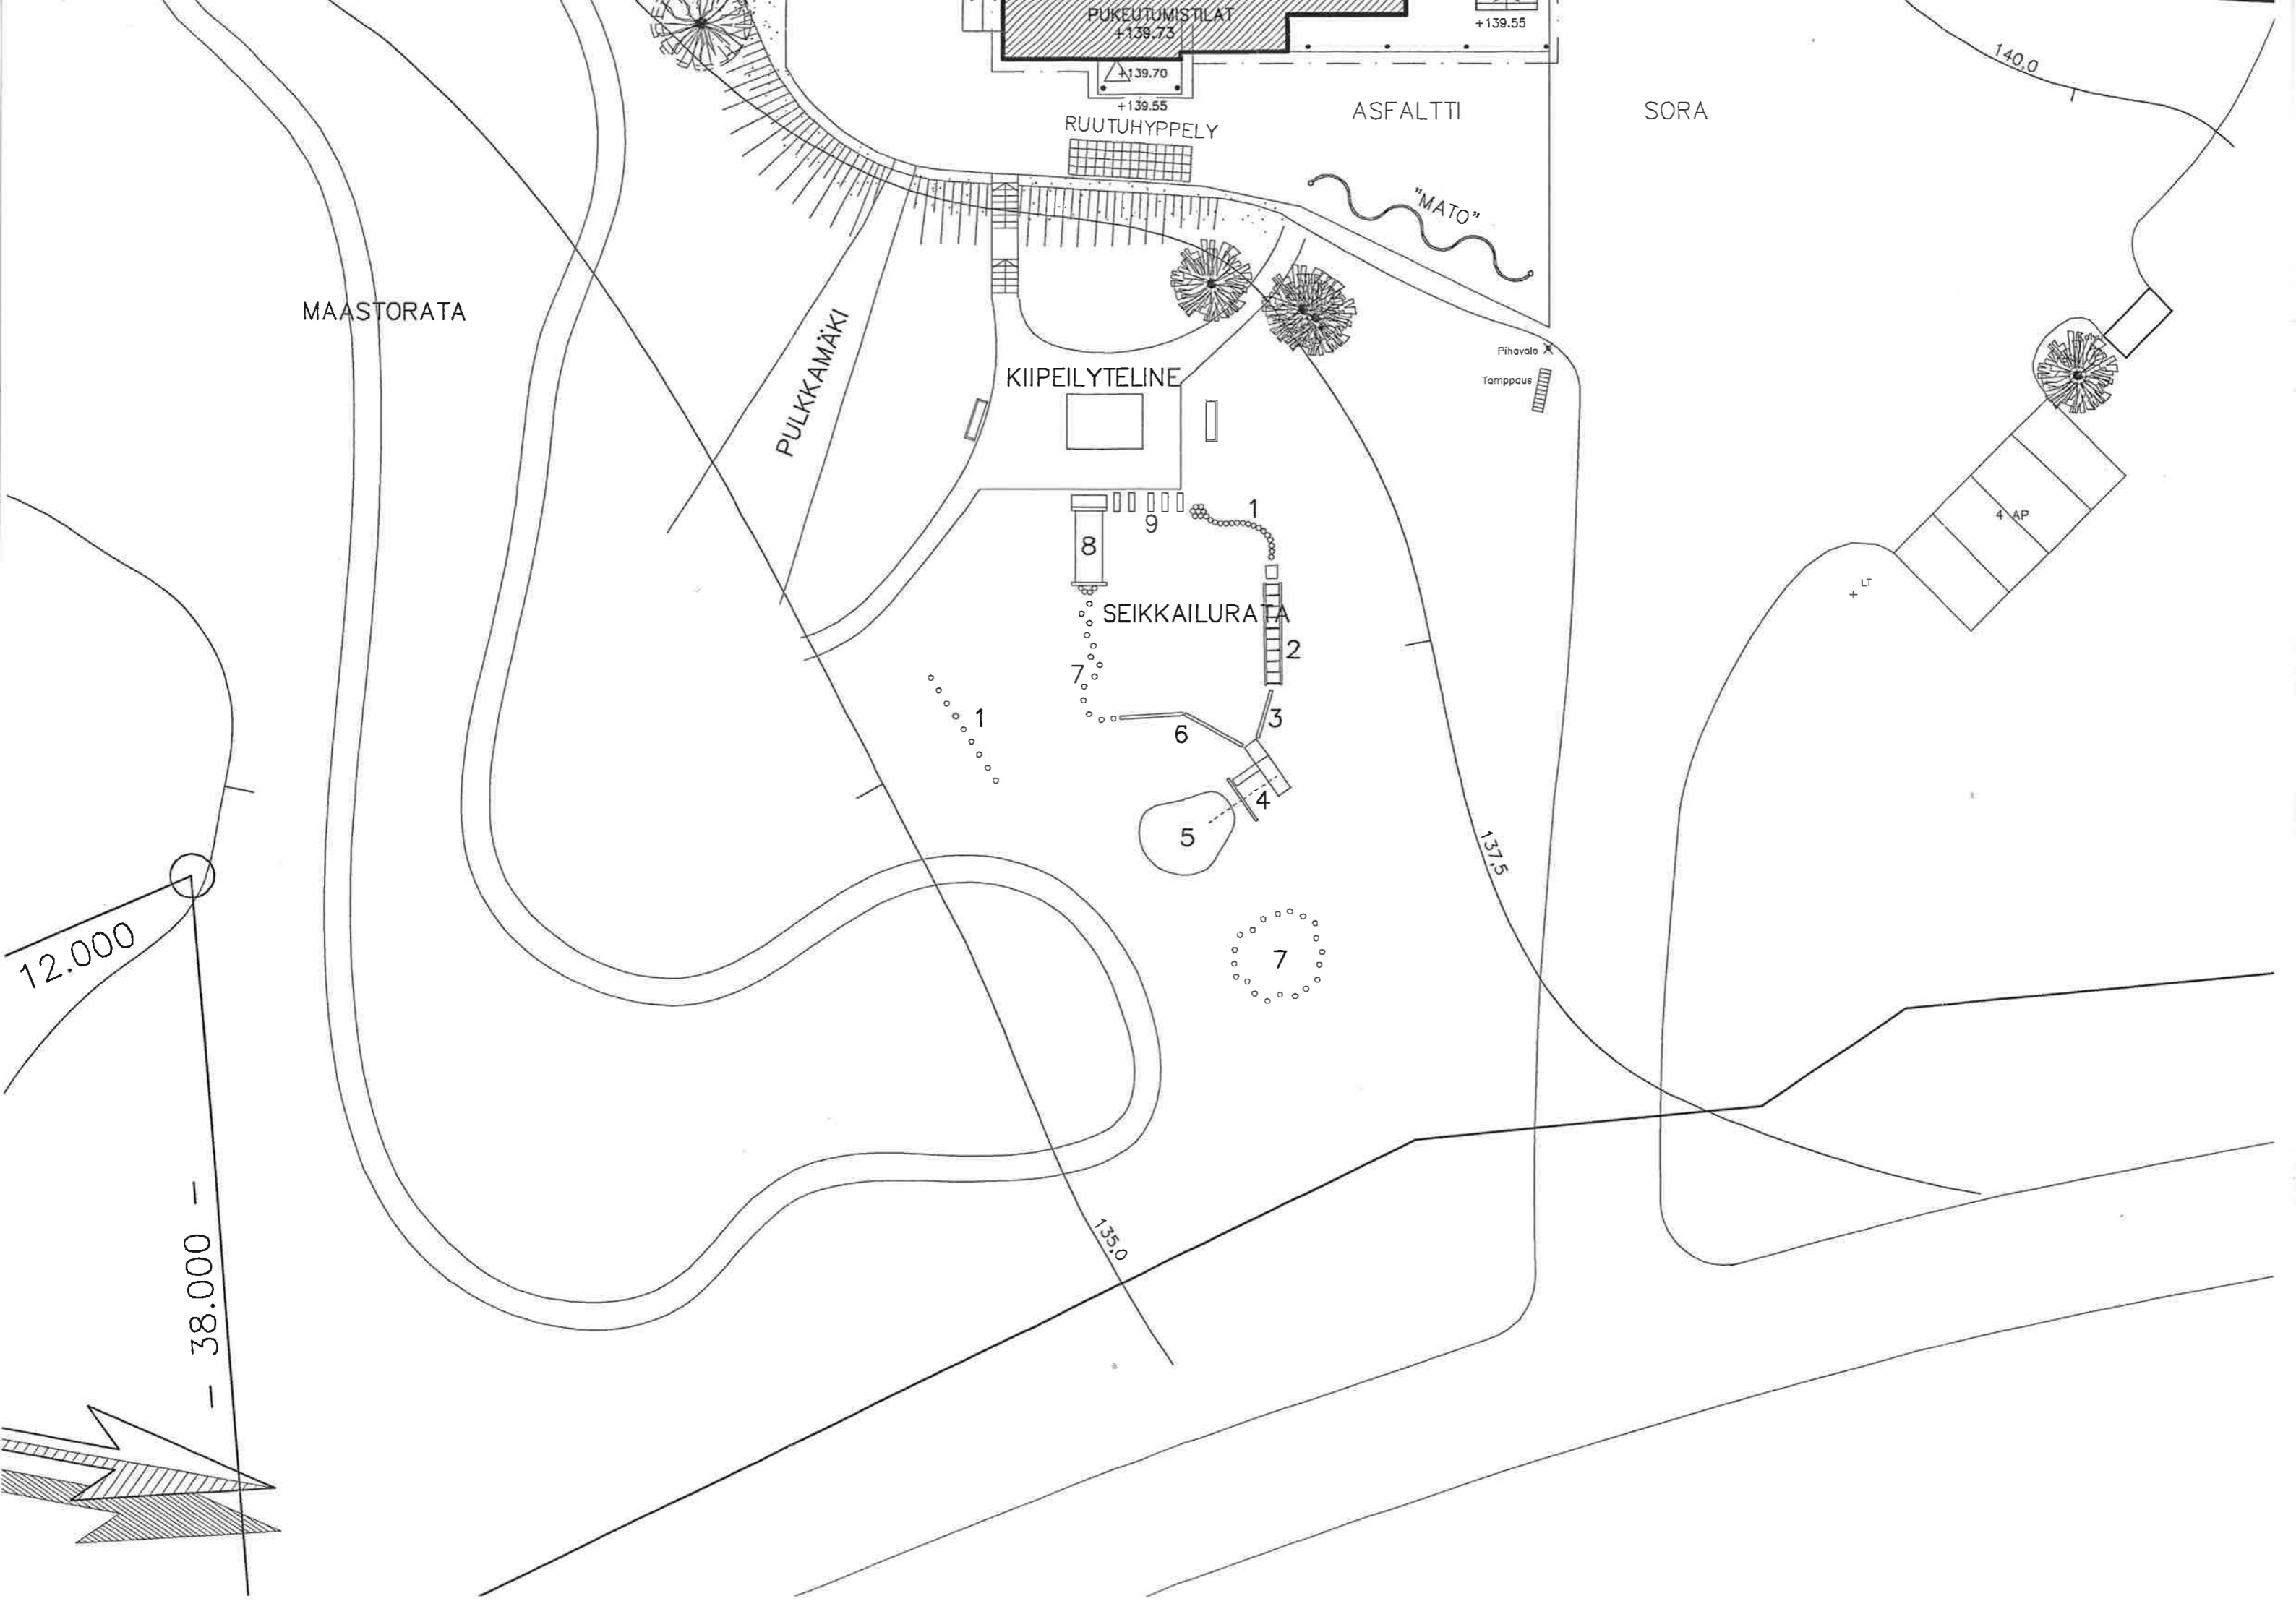 PUKEUTUMISTILAT
+139.73
+139.55
+139.70
+139.55
140,0
RUUTUHYPPELY
ASFALTTI
SORA
"MATO"
MAASTORATA
PULKKAMÄKI
KIIPEILYTELINE
Pihavalo
Tamppaus
9
1
8
4 AP
LT
SEIKKAILURATA
2
7
1
3
6
4
5
137,5
12.000
7
135,0
- 38.000 -